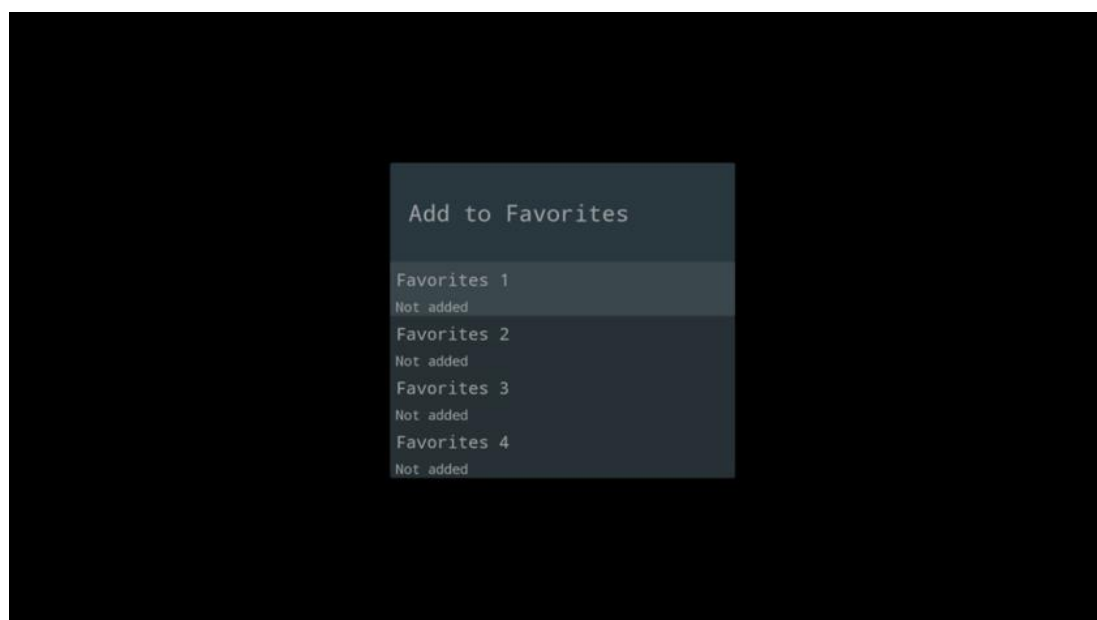 Add to Favorites
Favorites 1
Not added
Favorites 2
Not added
Favorites 3
Not added
Favorites 4
Not added